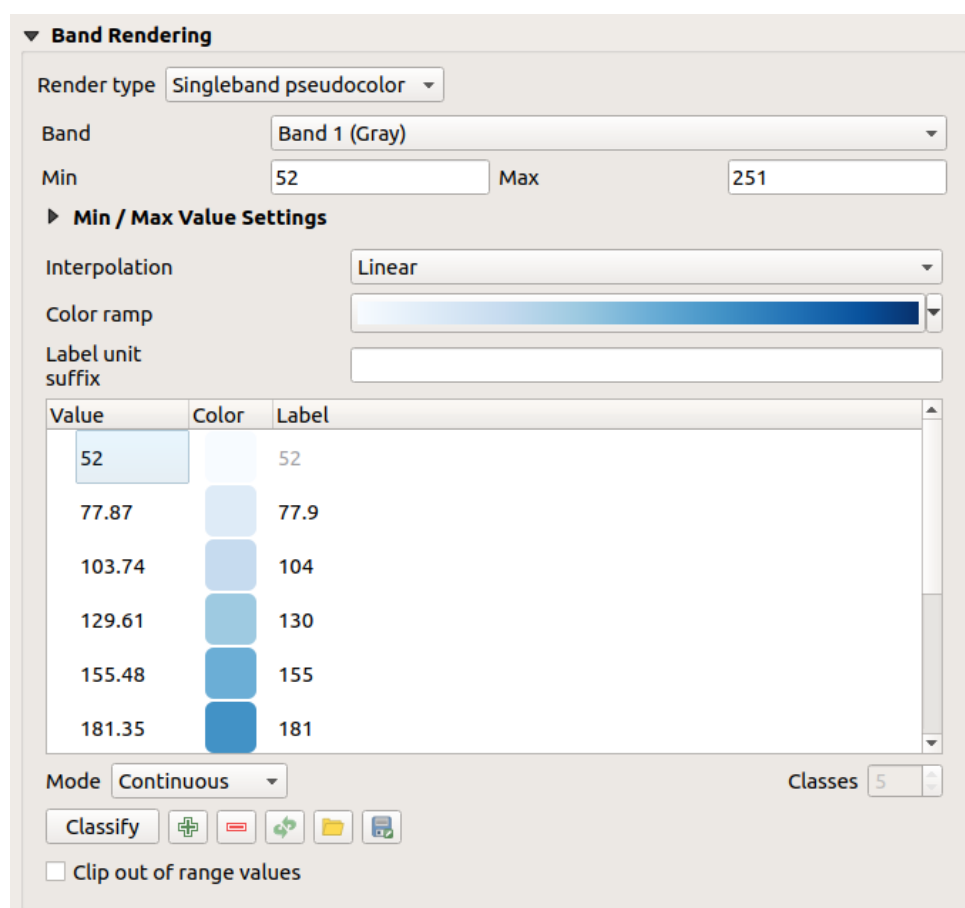 Band Rendering
Render type Singleband pseudocolor
Band Band 1 (Gray)
Min 52 Max 251
Min / Max Value Settings
Interpolation Linear
Color ramp
Label unit
suffix
Value Color Label
52 52
77.87 77.9
103.74 104
129.61 130
155.48 155
181.35 181
Mode Continuous Classes 5
Classify
Clip out of range values